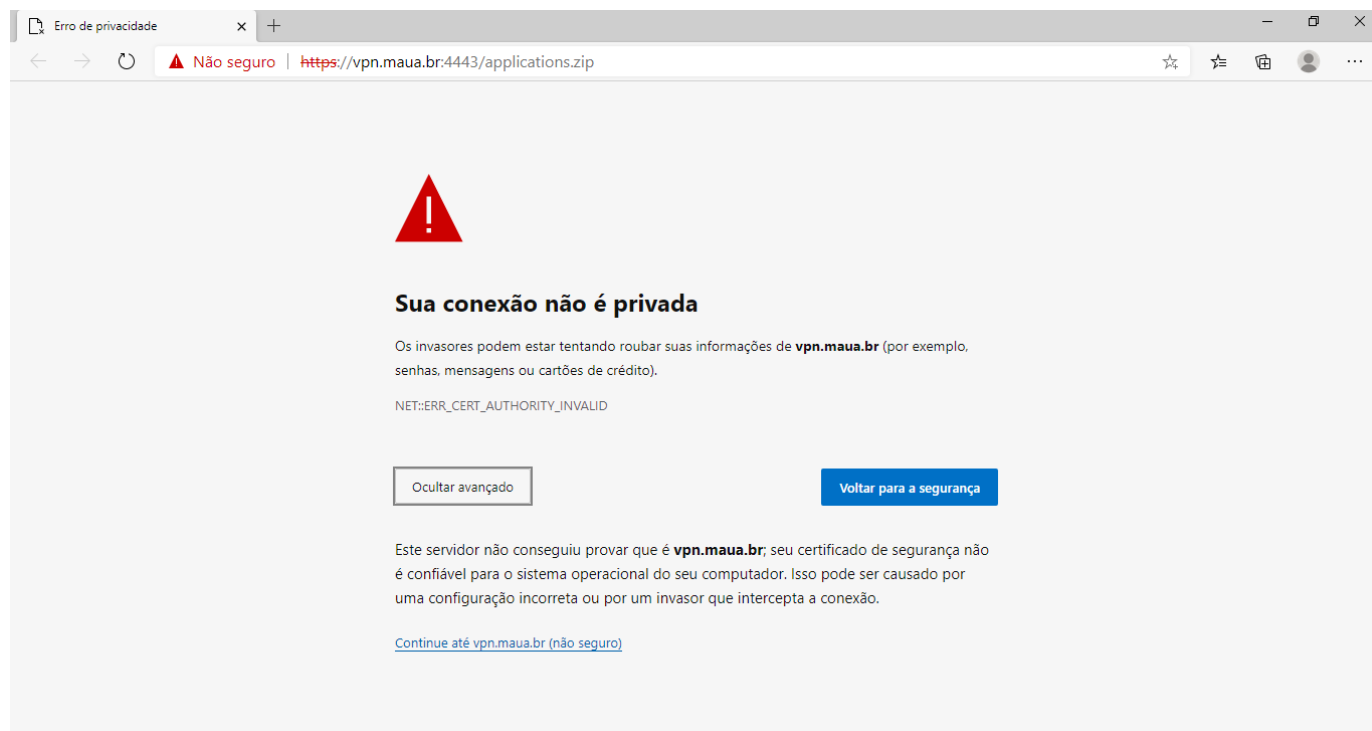 Erro de privacidade
Não seguro | https://vpn.maua.br:4443/applications.zip
!
Sua conexão não é privada
Os invasores podem estar tentando roubar suas informações de vpn.maua.br (por exemplo,
senhas, mensagens ou cartões de crédito).
NET::ERR_CERT_AUTHORITY_INVALID
Ocultar avançado
Voltar para a segurança
Este servidor não conseguiu provar que é vpn.maua.br; seu certificado de segurança não
é confiável para o sistema operacional do seu computador. Isso pode ser causado por
uma configuração incorreta ou por um invasor que intercepta a conexão.
Continue até vpn.maua.br (não seguro)